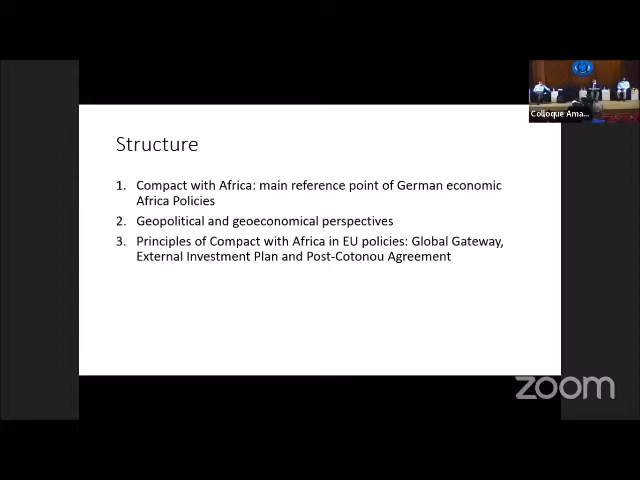 Colloque Ama...
Structure
1. Compact with Africa: main reference point of German economic
Africa Policies
2. Geopolitical and geoeconomical perspectives
3. Principles of Compact with Africa in EU policies: Global Gateway,
External Investment Plan and Post-Cotonou Agreement
zoom